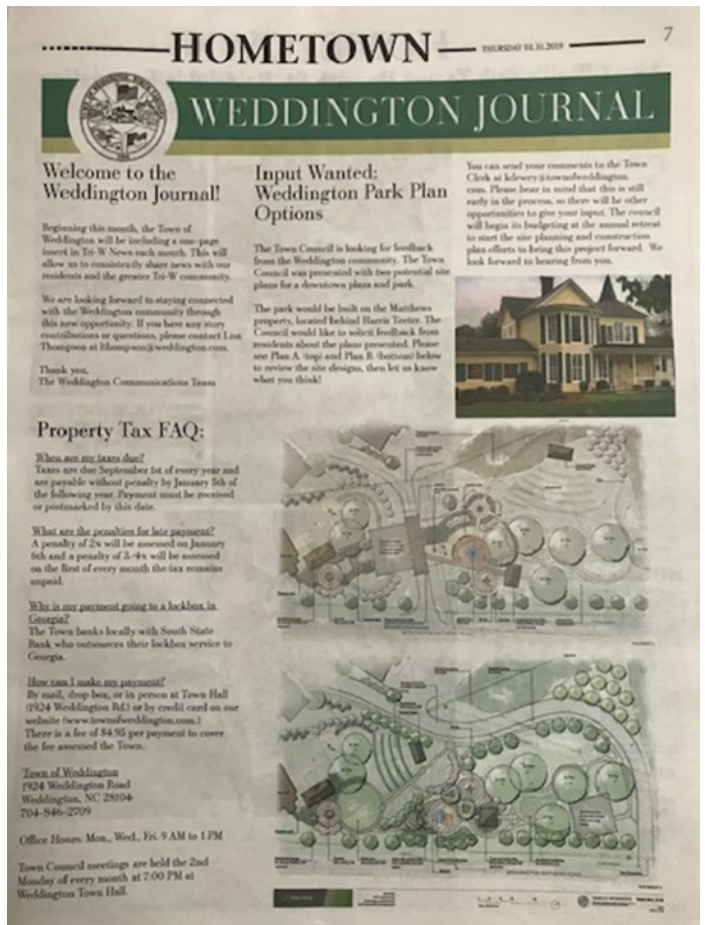 HOMETOWN
THURSDAY 01.31.2019
7
WEDDINGTON JOURNAL
Welcome to the
Weddington Journal!
Beginning this month, the Town of
Weddington will be including a one-page
insert in Tri-W News each month. This will
allow us to consistently share news with our
residents and the greater Tri-W community.
We are looking forward to staying connected
with the Weddington community through
this new opportunity. If you have any story
contributions or questions, please contact Lisa
Thompson at lthompson@weddington.com.
Thank you,
The Weddington Communications Team
Input Wanted:
Weddington Park Plan
Options
The Town Council is looking for feedback
from the Weddington community. The Town
Council was presented with two potential site
plans for a downtown plans and park.
The park would be built on the Matthews
property, located behind Harris Teeter. The
Council would like to solicit feedback from
residents about the plans presented. Please
see Plan A (top) and Plan B (bottom) below
to review the site designs, then let us know
what you think!
You can send your comments to the Town
Clerk at kdewey@townofweddington.
com. Please bear in mind that this is still
early in the process, so there will be other
opportunities to give your input. The council
will begin its budgeting at the annual retreat
to start the site planning and construction
plan efforts to bring this project forward. We
look forward to hearing from you.
Property Tax FAQ:
When are my taxes due?
Taxes are due September 1st of every year and
are payable without penalty by January 5th of
the following year. Payment must be received
or postmarked by this date.
What are the penalties for late payment?
A penalty of 2% will be assessed on January
6th and a penalty of 3/4% will be assessed
on the first of every month the tax remains
unpaid.
Why is my payment going to a lockbox in
Georgia?
The Town banks locally with South State
Bank who outsources their lockbox service to
Georgia.
How can I make my payment?
By mail, drop box, or in person at Town Hall
(1924 Weddington Rd.) or by credit card on our
website (www.townofweddington.com.)
There is a fee of $4.95 per payment to cover
the fee assessed the Town.
Town of Weddington
1924 Weddington Road
Weddington, NC 28104
704-846-2709
Office Hours: Mon., Wed., Fri. 9 AM to 1 PM
Town Council meetings are held the 2nd
Monday of every month at 7:00 PM at
Weddington Town Hall.